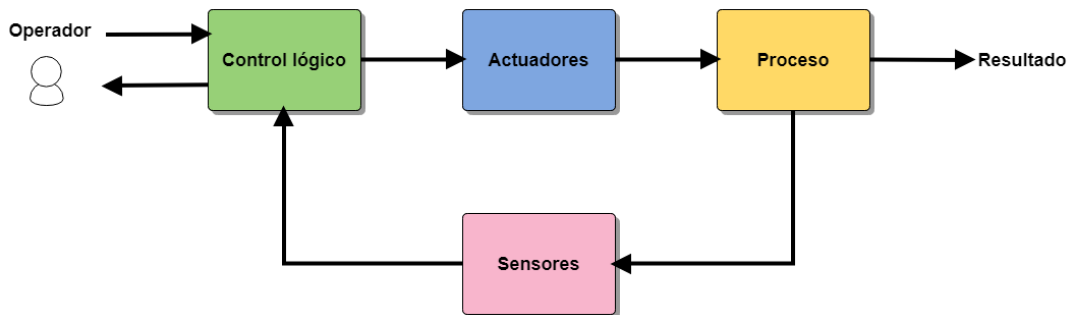 Operador
Control lógico
Actuadores
Proceso
Resultado
Sensores